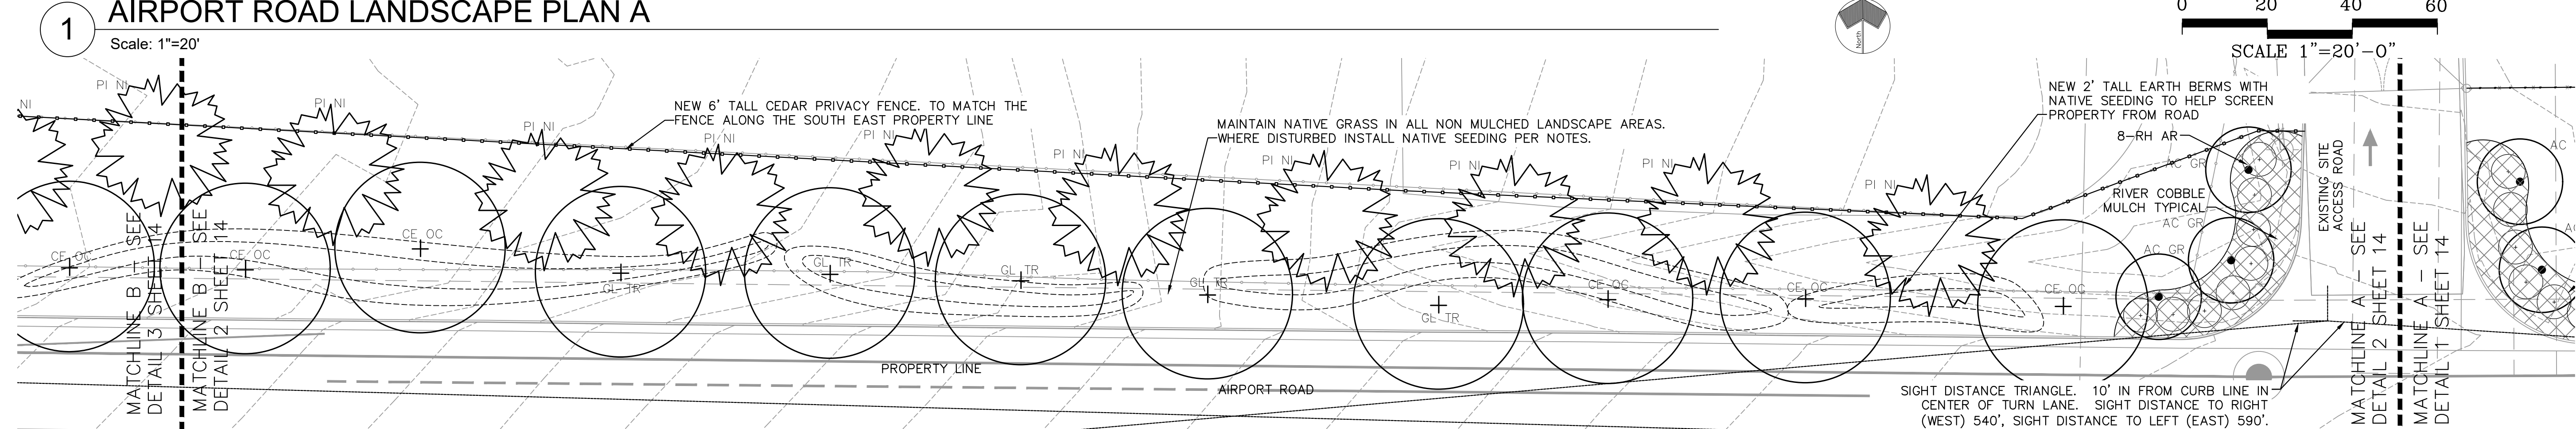 1
AIRPORT ROAD LANDSCAPE PLAN A
Scale: 1"=20'
North
0 20 40 60
SCALE 1"=20'-0"
NI
PI NI
PI NI
PI NI
PI NI
PI NI
PI NI
PI NI
PI NI
PI NI
PI NI
NEW 6' TALL CEDAR PRIVACY FENCE. TO MATCH THE
FENCE ALONG THE SOUTH EAST PROPERTY LINE
MAINTAIN NATIVE GRASS IN ALL NON MULCHED LANDSCAPE AREAS.
WHERE DISTURBED INSTALL NATIVE SEEDING PER NOTES.
NEW 2' TALL EARTH BERMS WITH
NATIVE SEEDING TO HELP SCREEN
PROPERTY FROM ROAD
8-RH AR
AC GR
RIVER COBBLE
MULCH TYPICAL
AC GR
AC GR
EXISTING SITE
ACCESS ROAD
AC
AC
CE OC
CE OC
CE OC
GL TR
GL TR
GL TR
GL TR
GL TR
CE OC
CE OC
CE OC
MATCHLINE B - SEE
DETAIL 3 SHEET 14
MATCHLINE B - SEE
DETAIL 2 SHEET 14
PROPERTY LINE
AIRPORT ROAD
SIGHT DISTANCE TRIANGLE. 10' IN FROM CURB LINE IN
CENTER OF TURN LANE. SIGHT DISTANCE TO RIGHT
(WEST) 540', SIGHT DISTANCE TO LEFT (EAST) 590'.
MATCHLINE A - SEE
DETAIL 2 SHEET 14
MATCHLINE A - SEE
DETAIL 1 SHEET 14